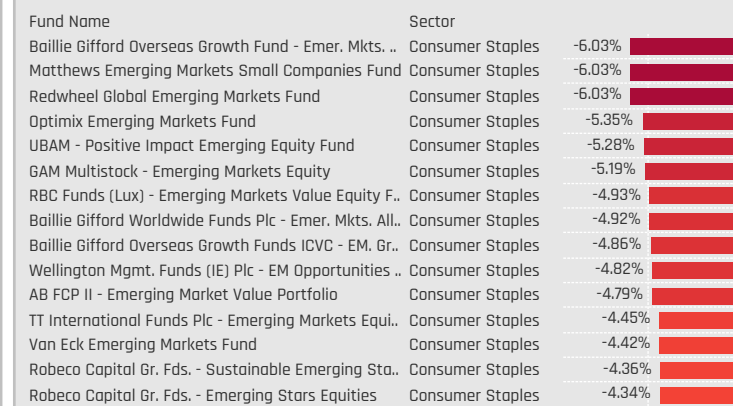 Fund Name Sector
Baillie Gifford Overseas Growth Fund - Emer. Mkts. .. Consumer Staples -6.03%
Matthews Emerging Markets Small Companies Fund Consumer Staples -6.03%
Redwheel Global Emerging Markets Fund Consumer Staples -6.03%
Optimix Emerging Markets Fund Consumer Staples -5.35%
UBAM - Positive Impact Emerging Equity Fund Consumer Staples -5.28%
GAM Multistock - Emerging Markets Equity Consumer Staples -5.19%
RBC Funds (Lux) - Emerging Markets Value Equity F.. Consumer Staples -4.93%
Baillie Gifford Worldwide Funds Plc - Emer. Mkts. All.. Consumer Staples -4.92%
Baillie Gifford Overseas Growth Funds ICVC - EM. Gr.. Consumer Staples -4.86%
Wellington Mgmt. Funds (IE) Plc - EM Opportunities .. Consumer Staples -4.82%
AB FCP II - Emerging Market Value Portfolio Consumer Staples -4.79%
TT International Funds Plc - Emerging Markets Equi.. Consumer Staples -4.45%
Van Eck Emerging Markets Fund Consumer Staples -4.42%
Robeco Capital Gr. Fds. - Sustainable Emerging Sta.. Consumer Staples -4.36%
Robeco Capital Gr. Fds. - Emerging Stars Equities Consumer Staples -4.34%